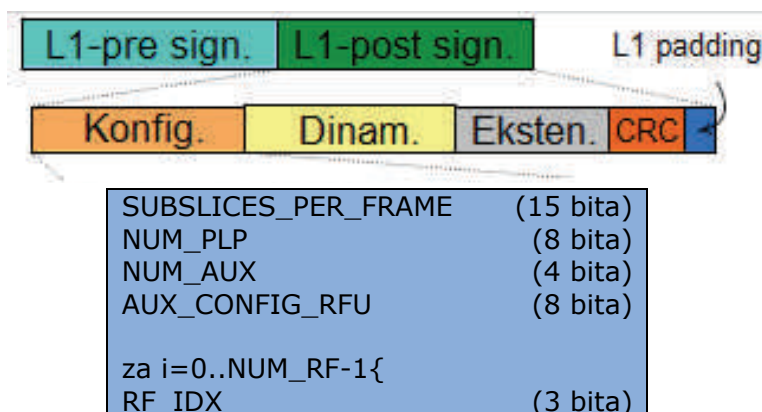 L1-pre sign. L1-post sign. L1 padding
Konfig. Dinam. Eksten. CRC
SUBSLICES_PER_FRAME (15 bita)
NUM_PLP (8 bita)
NUM_AUX (4 bita)
AUX_CONFIG_RFU (8 bita)
za i=0..NUM_RF-1{
RF_IDX (3 bita)